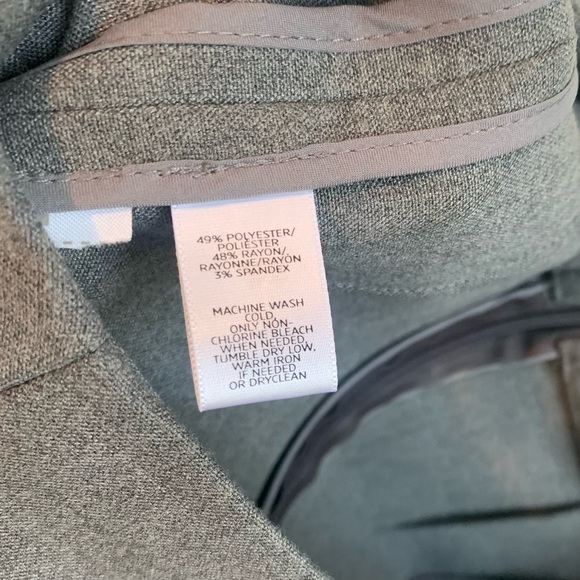 49% POLYESTER/
POLIÉSTER
48% RAYON/
RAYONNE/RAYÓN
3% SPANDEX
MACHINE WASH
COLD,
ONLY NON-
CHLORINE BLEACH
WHEN NEEDED,
TUMBLE DRY LOW,
WARM IRON
IF NEEDED
OR DRYCLEAN